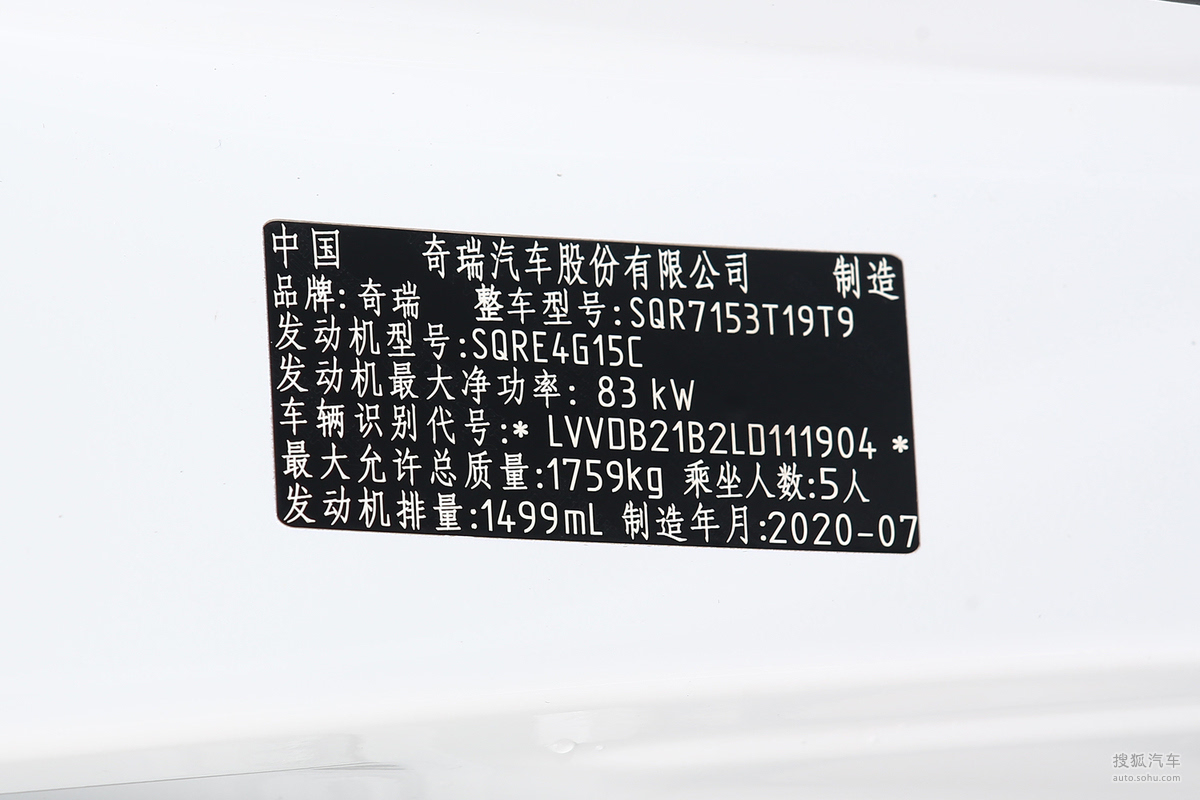 中国 奇瑞汽车股份有限公司 制造
品牌:奇瑞 整车型号:SQR7153T19T9
发动机型号:SQRE4G15C
发动机最大净功率: 83 kW
车辆识别代号:* LVVDB21B2LD111904 *
最大允许总质量:1759kg 乘坐人数:5人
发动机排量:1499mL 制造年月:2020-07
搜狐汽车
auto.sohu.com